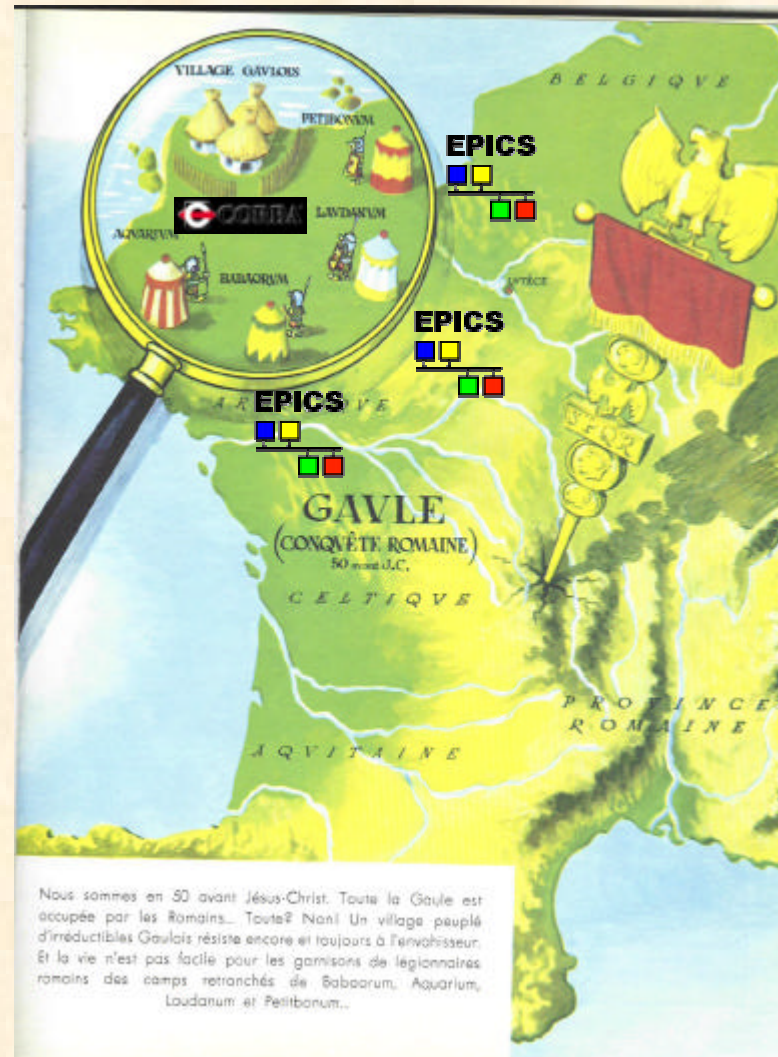 VILLAGE GAVLOIS
BELGIQVE
PETIBONVM
EPICS
CORBA
LAVDANVM
AQVARIVM
BABAORVM
LVTÈCE
EPICS
EPICS
GAVLE
(CONQVÊTE ROMAINE)
50 avant J.C.
CELTIQVE
PROVINCE
ROMAINE
AQVITAINE
Nous sommes en 50 avant Jésus-Christ. Toute la Gaule est
occupée par les Romains... Toute? Non! Un village peuplé
d'irréductibles Gaulois résiste encore et toujours à l'envahisseur.
Et la vie n'est pas facile pour les garnisons de légionnaires
romains des camps retranchés de Babaorum, Aquarium,
Laudanum et Petitbonum...